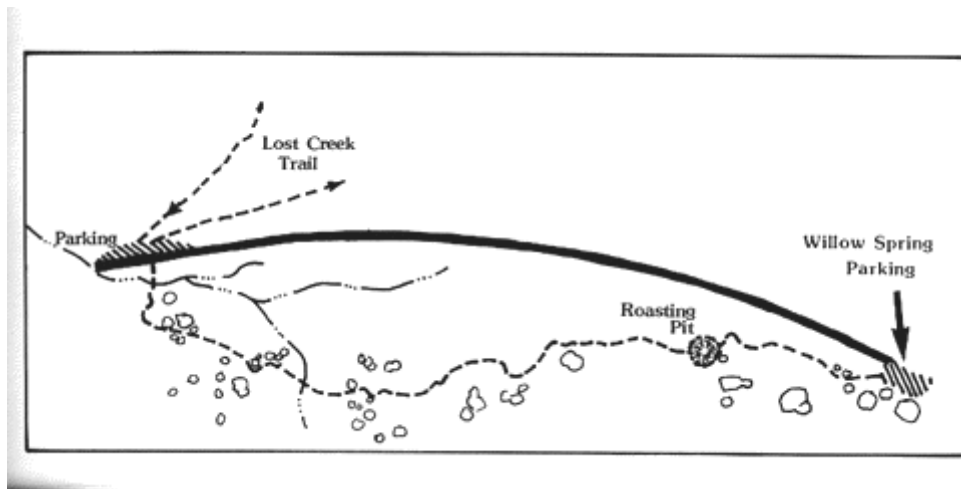 Lost Creek
Trail
Parking
Willow Spring
Parking
Roasting
Pit